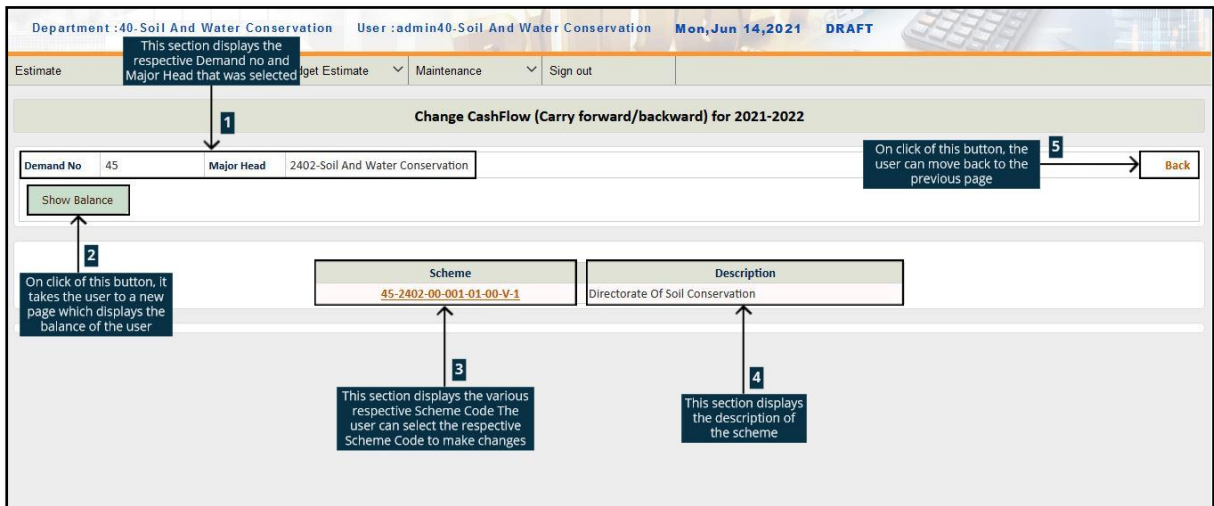 Department :40-Soil And Water Conservation User :admin40-Soil And Water Conservation Mon,Jun 14,2021 DRAFT
This section displays the
respective Demand no and
Major Head that was selected
Estimate dget Estimate Maintenance Sign out
1
Change CashFlow (Carry forward/backward) for 2021-2022
Demand No 45 Major Head 2402-Soil And Water Conservation
On click of this button, the
user can move back to the
previous page
5
Back
Show Balance
2
On click of this button, it
takes the user to a new
page which displays the
balance of the user
Scheme Description
45-2402-00-001-01-00-V-1 Directorate Of Soil Conservation
3
This section displays the various
respective Scheme Code The
user can select the respective
Scheme Code to make changes
4
This section displays
the description of
the scheme